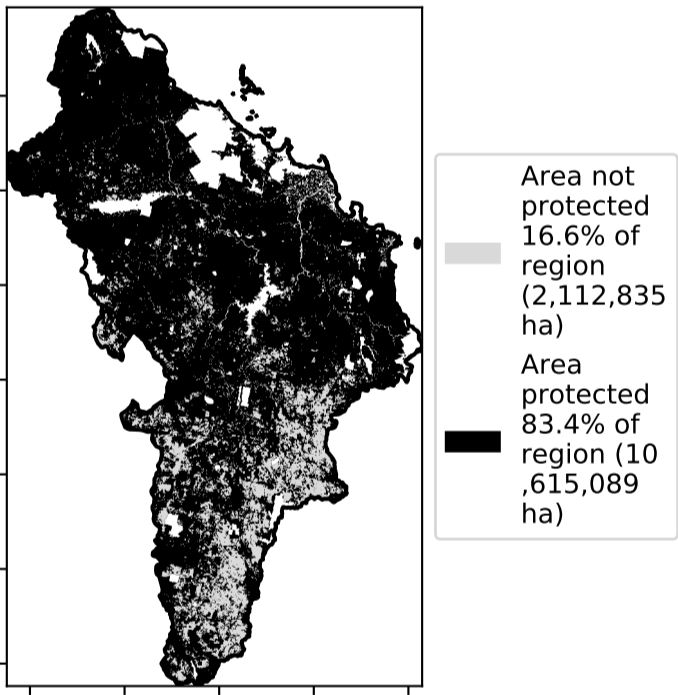 Area not
protected
16.6% of
region
(2,112,835
ha)
Area
protected
83.4% of
region (10
,615,089
ha)